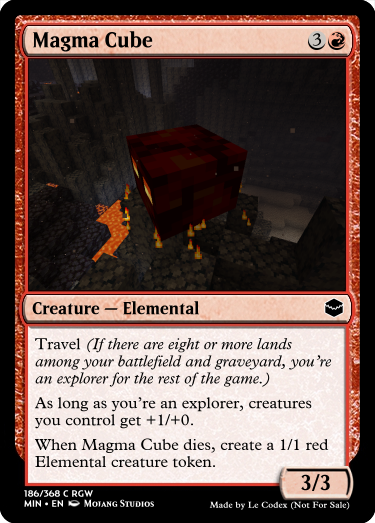 Magma Cube 3
Creature — Elemental
Travel (If there are eight or more lands
among your battlefield and graveyard, you're
an explorer for the rest of the game.)
As long as you're an explorer, creatures
you control get +1/+0.
When Magma Cube dies, create a 1/1 red
Elemental creature token.
3/3
186/368 C RGW
MIN • EN Mojang Studios
Made by Le Codex (Not For Sale)